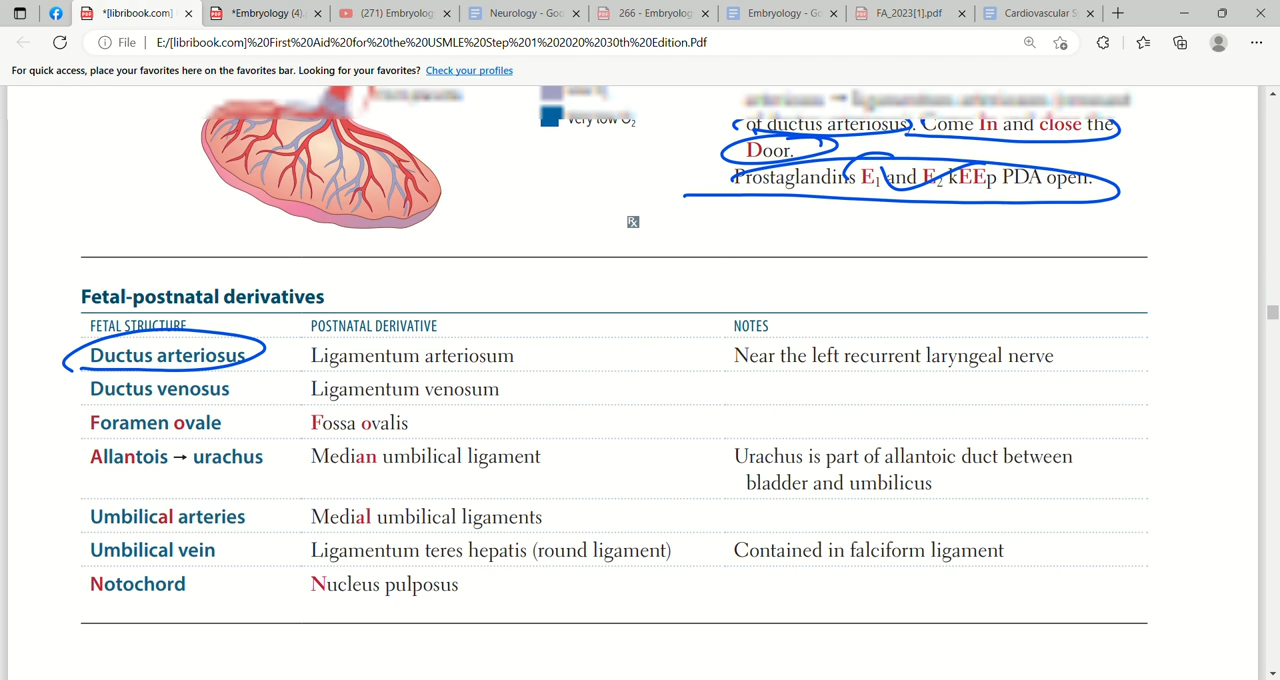 *[libribook.com]
*Embryology (4).
(271) Embryolog
Neurology - Goo
266 - Embryolog
Embryology - Go
FA_2023[1].pdf
Cardiovascular S
File
E:/[libribook.com]%20First%20Aid%20for%20the%20USMLE%20Step%201%202020%2030th%20Edition.Pdf
For quick access, place your favorites here on the favorites bar. Looking for your favorites? Check your profiles
very low O2
of ductus arteriosus). Come In and close the
Door.
Prostaglandins E1 and E2 kEEp PDA open.
Rx
Fetal-postnatal derivatives
FETAL STRUCTURE POSTNATAL DERIVATIVE NOTES
Ductus arteriosus Ligamentum arteriosum Near the left recurrent laryngeal nerve
Ductus venosus Ligamentum venosum
Foramen ovale Fossa ovalis
Allantois → urachus Median umbilical ligament Urachus is part of allantoic duct between
bladder and umbilicus
Umbilical arteries Medial umbilical ligaments
Umbilical vein Ligamentum teres hepatis (round ligament) Contained in falciform ligament
Notochord Nucleus pulposus